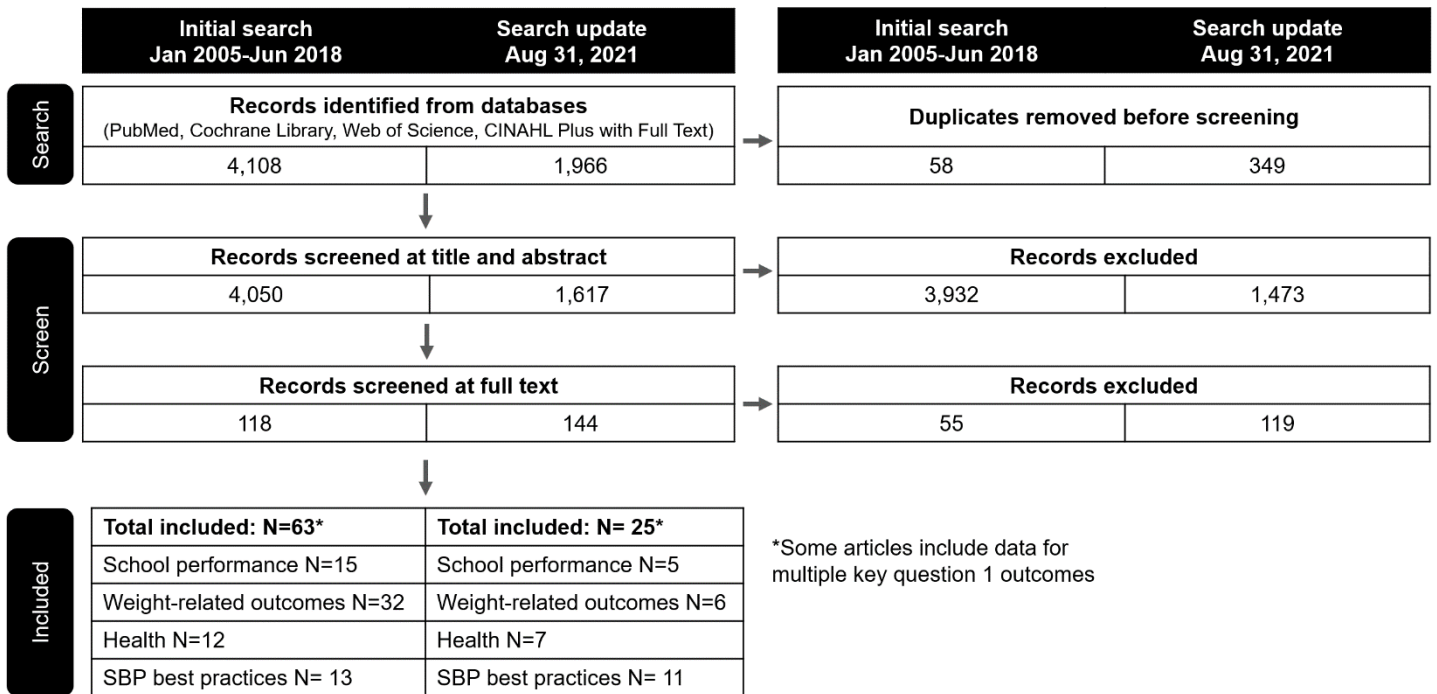 Initial search
Jan 2005-Jun 2018
Search update
Aug 31, 2021
Initial search
Jan 2005-Jun 2018
Search update
Aug 31, 2021
Search
Records identified from databases
(PubMed, Cochrane Library, Web of Science, CINAHL Plus with Full Text)
4,108
1,966
Duplicates removed before screening
58
349
Screen
Records screened at title and abstract
4,050
1,617
Records excluded
3,932
1,473
Records screened at full text
118
144
Records excluded
55
119
Included
Total included: N=63*
Total included: N= 25*
School performance N=15
School performance N=5
Weight-related outcomes N=32
Weight-related outcomes N=6
Health N=12
Health N=7
SBP best practices N= 13
SBP best practices N= 11
*Some articles include data for
multiple key question 1 outcomes